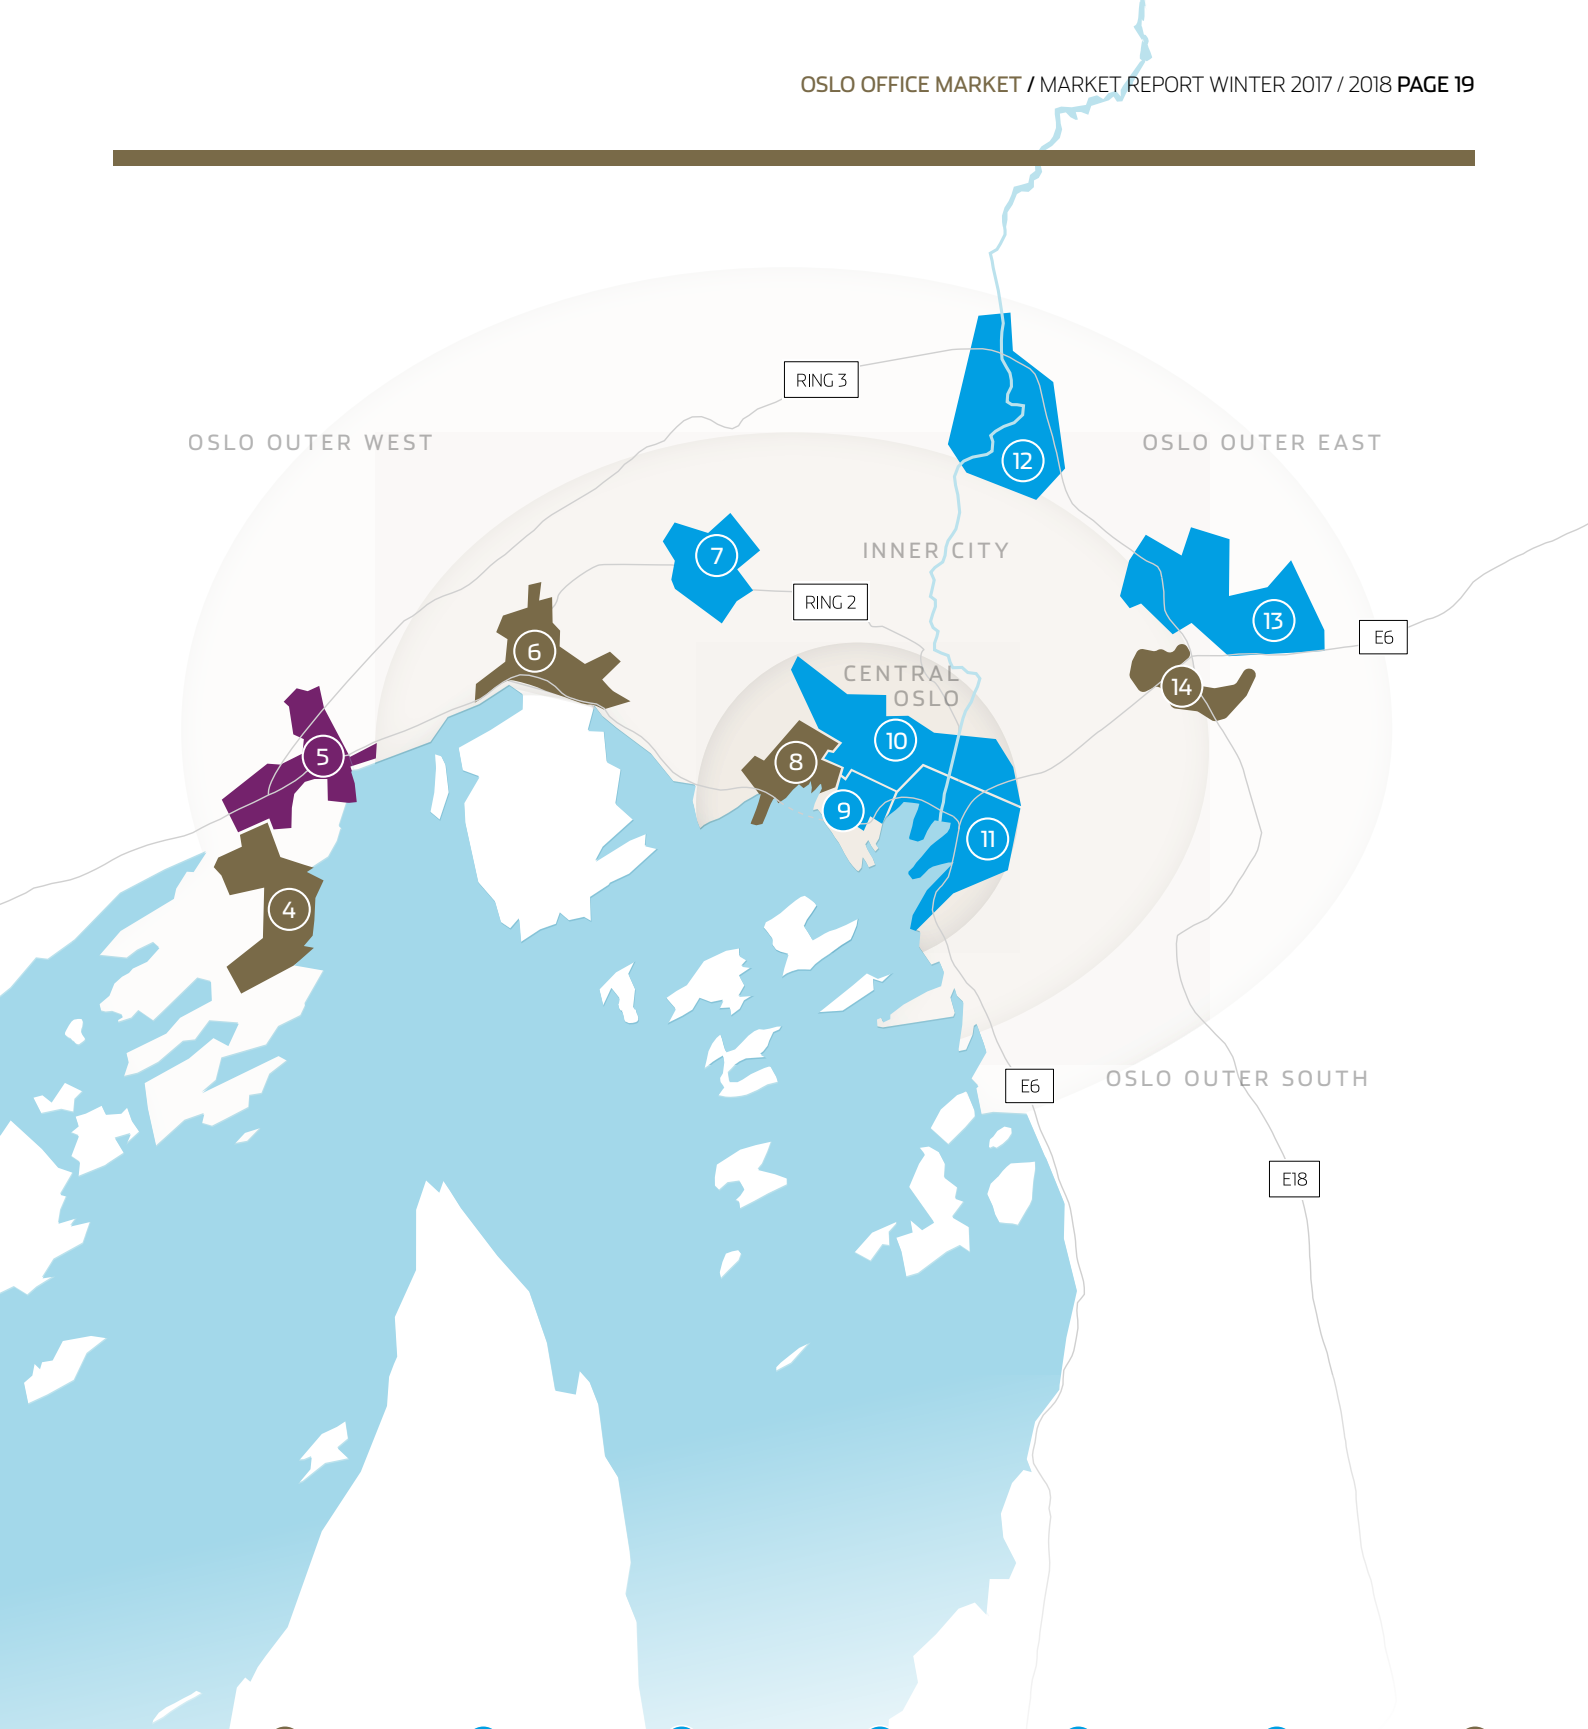 OSLO OFFICE MARKET / MARKET REPORT WINTER 2017 / 2018 PAGE 19
RING 3
OSLO OUTER WEST
OSLO OUTER EAST
12
INNER CITY
7
RING 2
13
E6
6
CENTRAL
OSLO
14
5
10
8
9
11
4
E6
OSLO OUTER SOUTH
E18